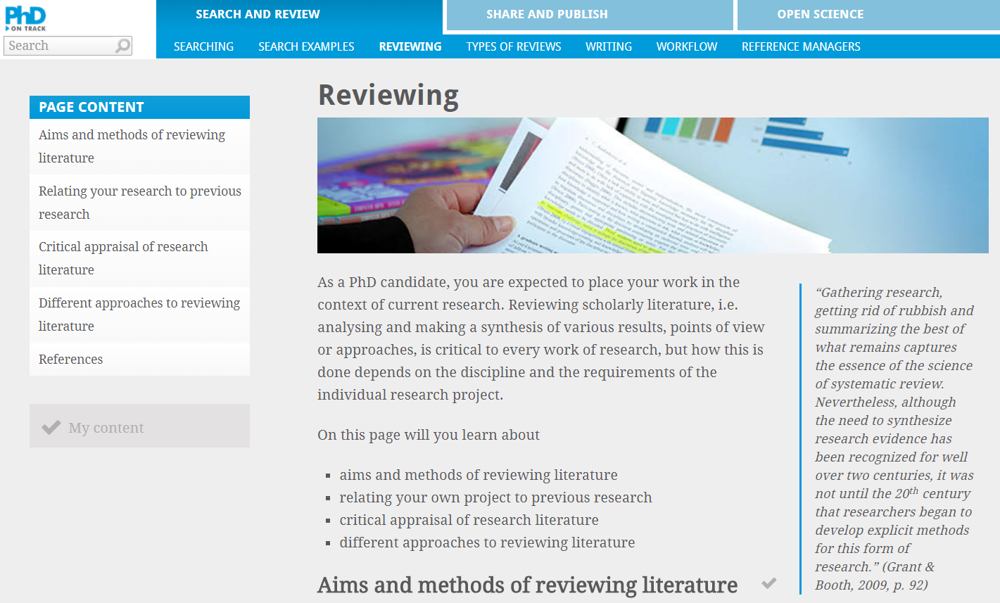 PhD
ON TRACK
Search
SEARCH AND REVIEW
SHARE AND PUBLISH
OPEN SCIENCE
SEARCHING
SEARCH EXAMPLES
REVIEWING
TYPES OF REVIEWS
WRITING
WORKFLOW
REFERENCE MANAGERS
PAGE CONTENT
Aims and methods of reviewing
literature
Relating your research to previous
research
Critical appraisal of research
literature
Different approaches to reviewing
literature
References
My content
Reviewing
As a PhD candidate, you are expected to place your work in the
context of current research. Reviewing scholarly literature, i.e.
analysing and making a synthesis of various results, points of view
or approaches, is critical to every work of research, but how this is
done depends on the discipline and the requirements of the
individual research project.
On this page will you learn about
▪ aims and methods of reviewing literature
▪ relating your own project to previous research
▪ critical appraisal of research literature
▪ different approaches to reviewing literature
Aims and methods of reviewing literature
“Gathering research,
getting rid of rubbish and
summarizing the best of
what remains captures
the essence of the science
of systematic review.
Nevertheless, although
the need to synthesize
research evidence has
been recognized for well
over two centuries, it was
not until the 20th century
that researchers began to
develop explicit methods
for this form of
research.” (Grant &
Booth, 2009, p. 92)